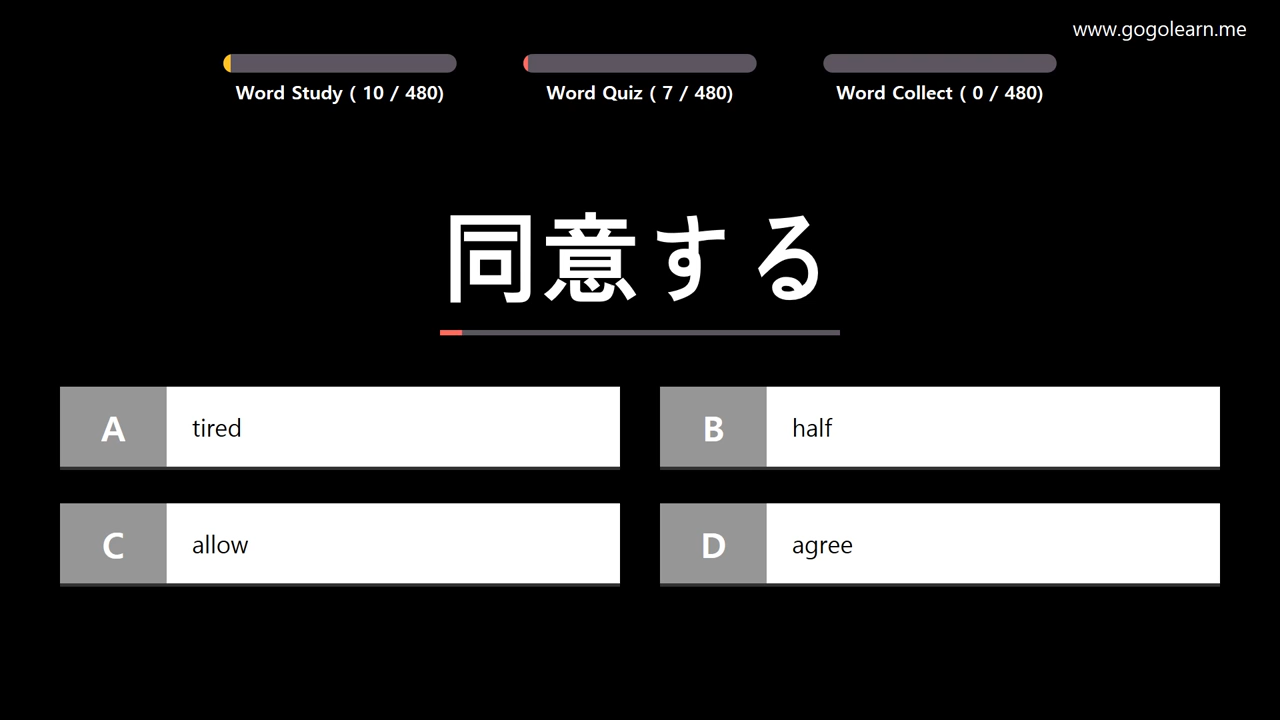 www.gogolearn.me
Word Study ( 10 / 480)
Word Quiz ( 7 / 480)
Word Collect ( 0 / 480)
同意する
A tired
B half
C allow
D agree